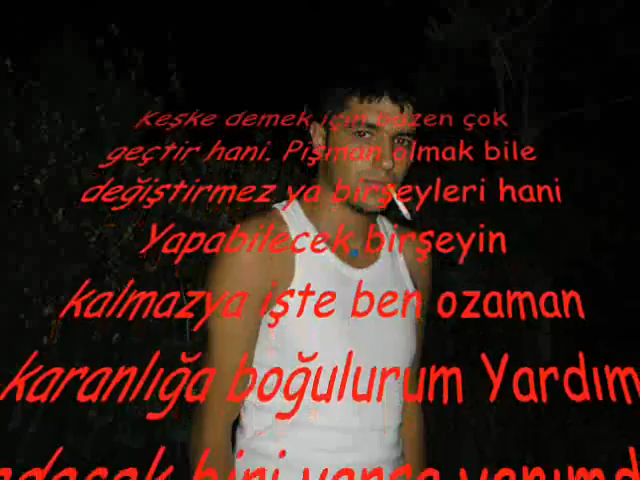 keşke demek için bazen çok
geçtir hani. Pişman olmak bile
değiştirmez ya birşeyleri hani
Yapabilecek birşeyin
kalmazya işte ben ozaman
karanlığa boğulurum Yardım